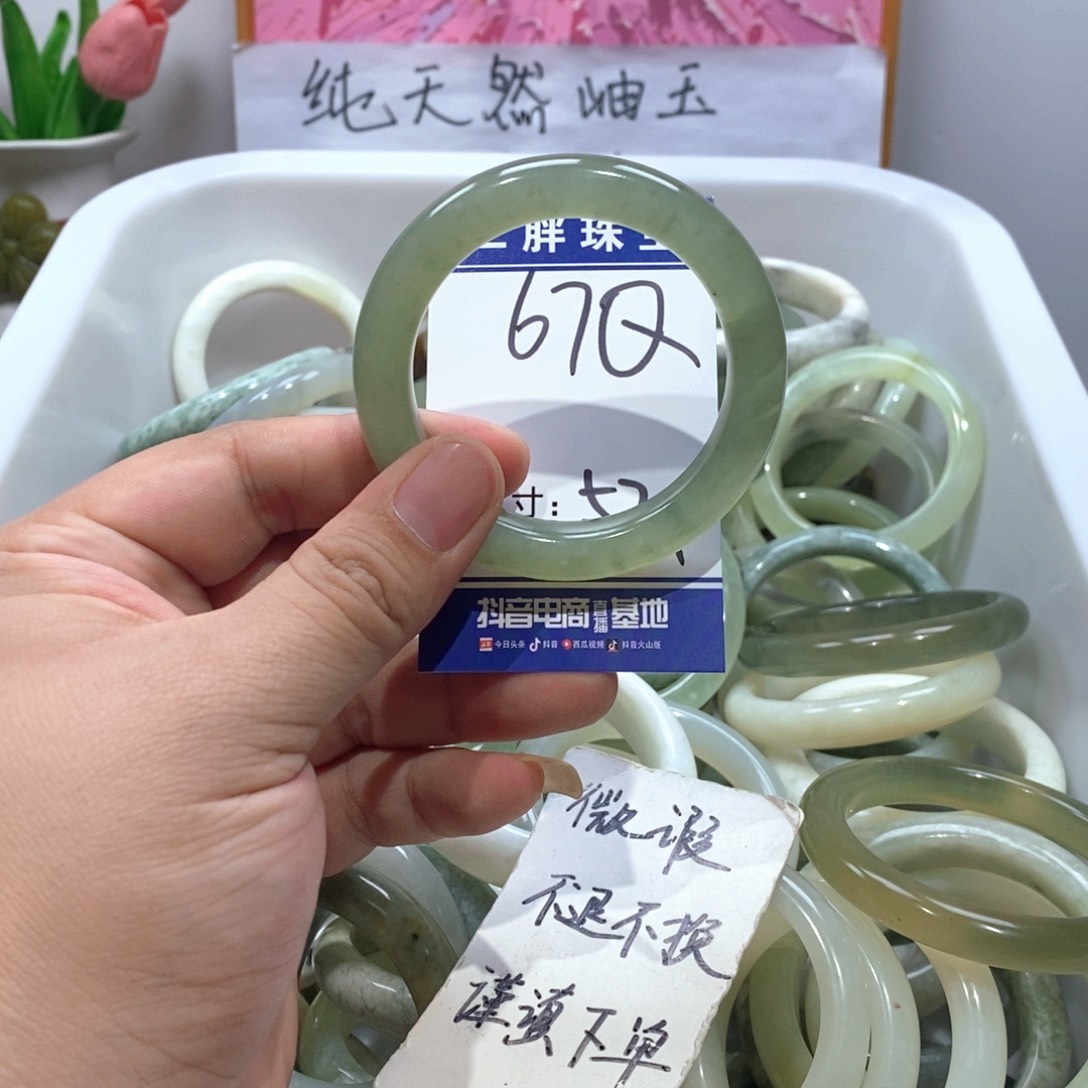 纯天然岫玉
胖珠
67Q
寸：57
抖音电商直播基地
今日头条 抖音 西瓜视频 抖音火山版
微瑕
不退不换
谨慎下单